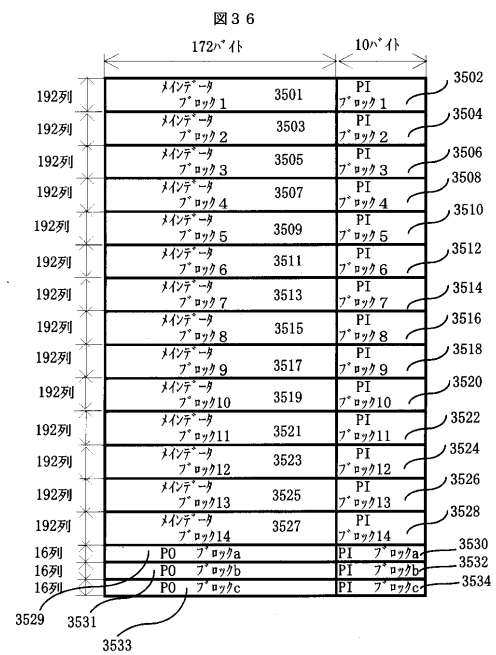 図３６
172バイト 10バイト
192列 メインデータ ブロック1 3501 PI ブロック1 3502
192列 メインデータ ブロック2 3503 PI ブロック2 3504
192列 メインデータ ブロック3 3505 PI ブロック3 3506
192列 メインデータ ブロック4 3507 PI ブロック4 3508
192列 メインデータ ブロック5 3509 PI ブロック5 3510
192列 メインデータ ブロック6 3511 PI ブロック6 3512
192列 メインデータ ブロック7 3513 PI ブロック7 3514
192列 メインデータ ブロック8 3515 PI ブロック8 3516
192列 メインデータ ブロック9 3517 PI ブロック9 3518
192列 メインデータ ブロック10 3519 PI ブロック10 3520
192列 メインデータ ブロック11 3521 PI ブロック11 3522
192列 メインデータ ブロック12 3523 PI ブロック12 3524
192列 メインデータ ブロック13 3525 PI ブロック13 3526
192列 メインデータ ブロック14 3527 PI ブロック14 3528
16列 PO ブロックa PI ブロックa 3530
16列 PO ブロックb PI ブロックb 3532
16列 PO ブロックc PI ブロックc 3534
3529
3531
3533